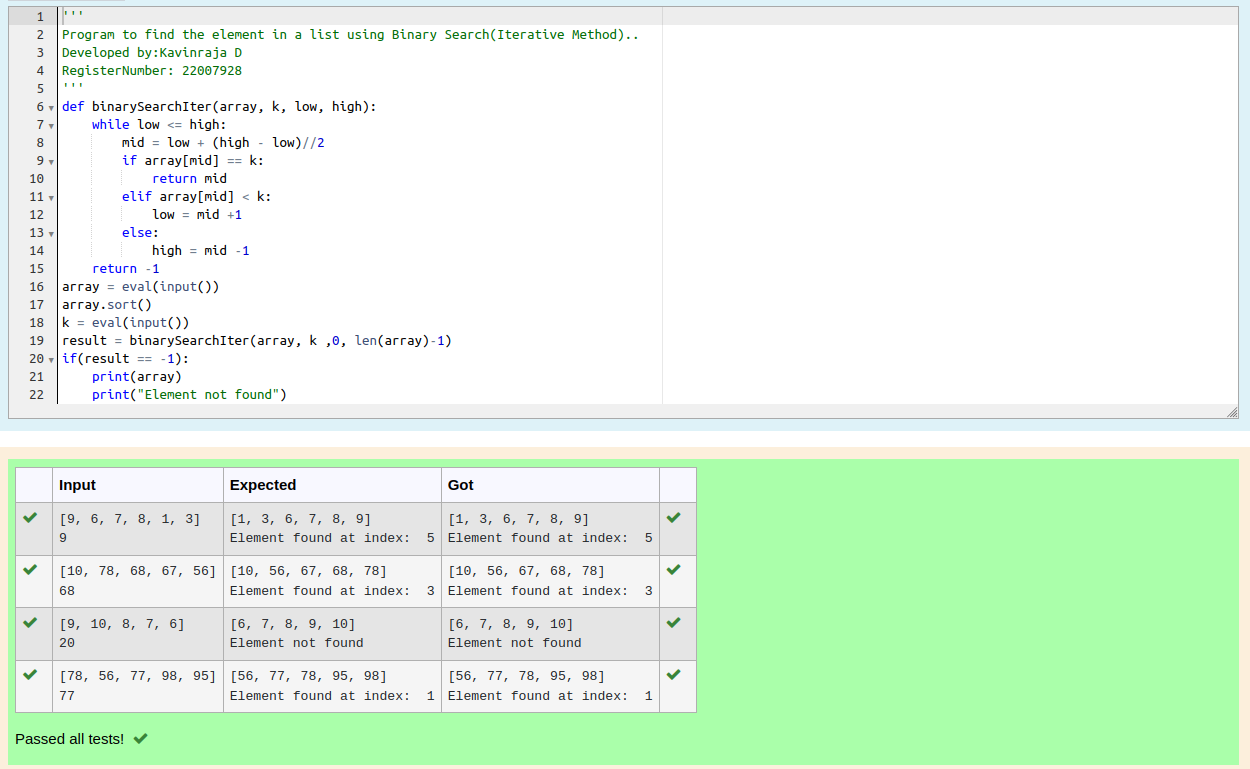 1 '''
2 Program to find the element in a list using Binary Search(Iterative Method)..
3 Developed by:Kavinraja D
4 RegisterNumber: 22007928
5 '''
6 def binarySearchIter(array, k, low, high):
7     while low <= high:
8         mid = low + (high - low)//2
9         if array[mid] == k:
10             return mid
11         elif array[mid] < k:
12             low = mid +1
13         else:
14             high = mid -1
15     return -1
16 array = eval(input())
17 array.sort()
18 k = eval(input())
19 result = binarySearchIter(array, k ,0, len(array)-1)
20 if(result == -1):
21     print(array)
22     print("Element not found")
Input Expected Got
[9, 6, 7, 8, 1, 3] [1, 3, 6, 7, 8, 9] [1, 3, 6, 7, 8, 9]
9 Element found at index:  5 Element found at index:  5
[10, 78, 68, 67, 56] [10, 56, 67, 68, 78] [10, 56, 67, 68, 78]
68 Element found at index:  3 Element found at index:  3
[9, 10, 8, 7, 6] [6, 7, 8, 9, 10] [6, 7, 8, 9, 10]
20 Element not found Element not found
[78, 56, 77, 98, 95] [56, 77, 78, 95, 98] [56, 77, 78, 95, 98]
77 Element found at index:  1 Element found at index:  1
Passed all tests!